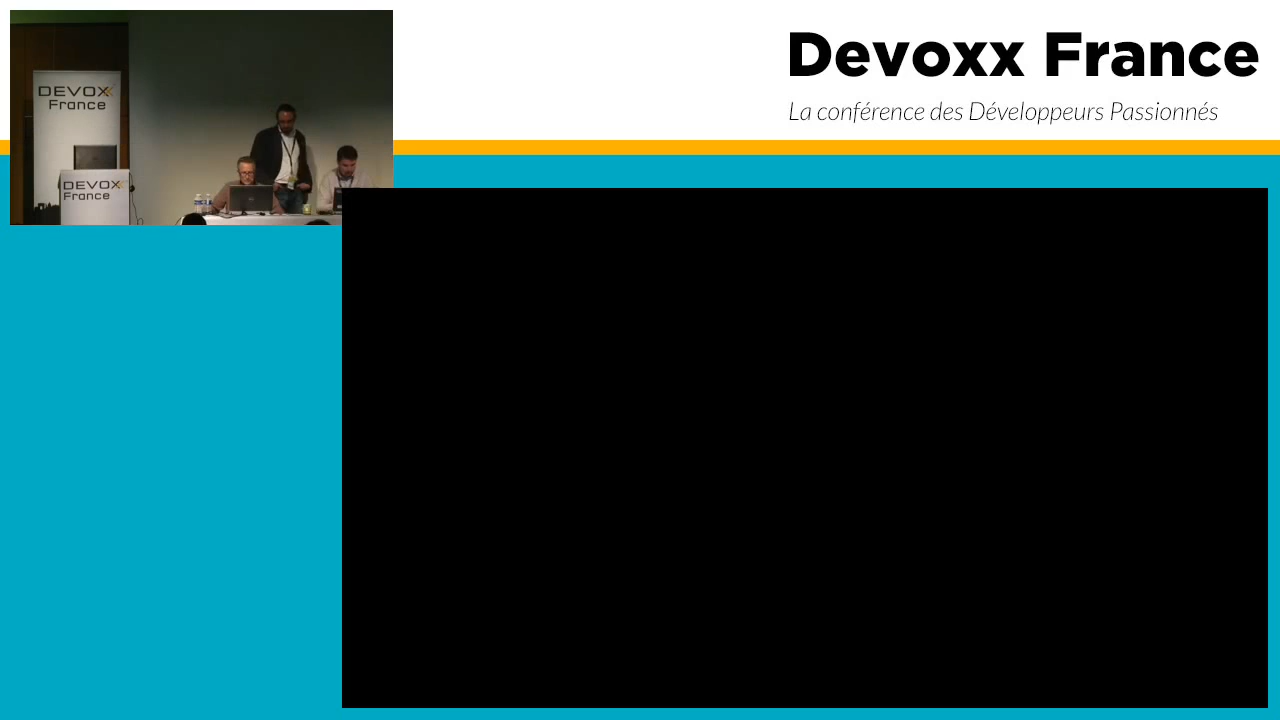 Devoxx France
La conférence des Développeurs Passionnés
DEVOXX
France
DEVOXX
France